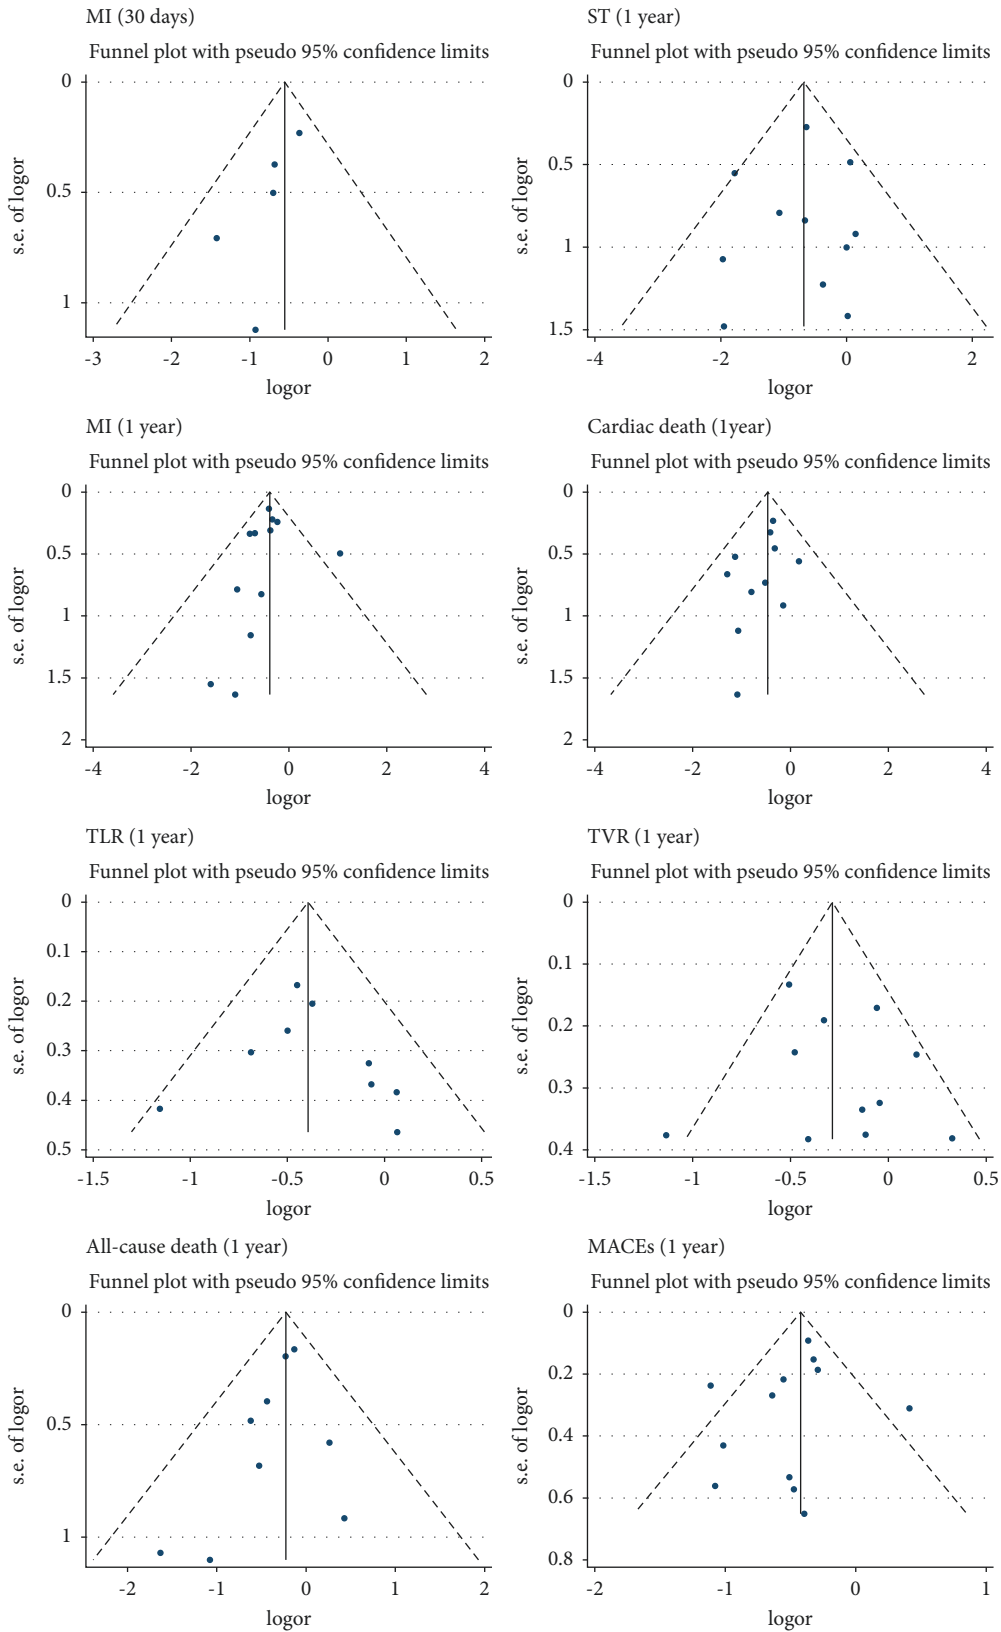 MI (30 days)
Funnel plot with pseudo 95% confidence limits
0
0.5
1
s.e. of logor
-3 -2 -1 0 1 2
logor
ST (1 year)
Funnel plot with pseudo 95% confidence limits
0
0.5
1
1.5
s.e. of logor
-4 -2 0 2
logor
MI (1 year)
Funnel plot with pseudo 95% confidence limits
0
0.5
1
1.5
2
s.e. of logor
-4 -2 0 2 4
logor
Cardiac death (1year)
Funnel plot with pseudo 95% confidence limits
0
0.5
1
1.5
2
s.e. of logor
-4 -2 0 2 4
logor
TLR (1 year)
Funnel plot with pseudo 95% confidence limits
0
0.1
0.2
0.3
0.4
0.5
s.e. of logor
-1.5 -1 -0.5 0 0.5
logor
TVR (1 year)
Funnel plot with pseudo 95% confidence limits
0
0.1
0.2
0.3
0.4
s.e. of logor
-1.5 -1 -0.5 0 0.5
logor
All-cause death (1 year)
Funnel plot with pseudo 95% confidence limits
0
0.5
1
s.e. of logor
-2 -1 0 1 2
logor
MACEs (1 year)
Funnel plot with pseudo 95% confidence limits
0
0.2
0.4
0.6
0.8
s.e. of logor
-2 -1 0 1
logor